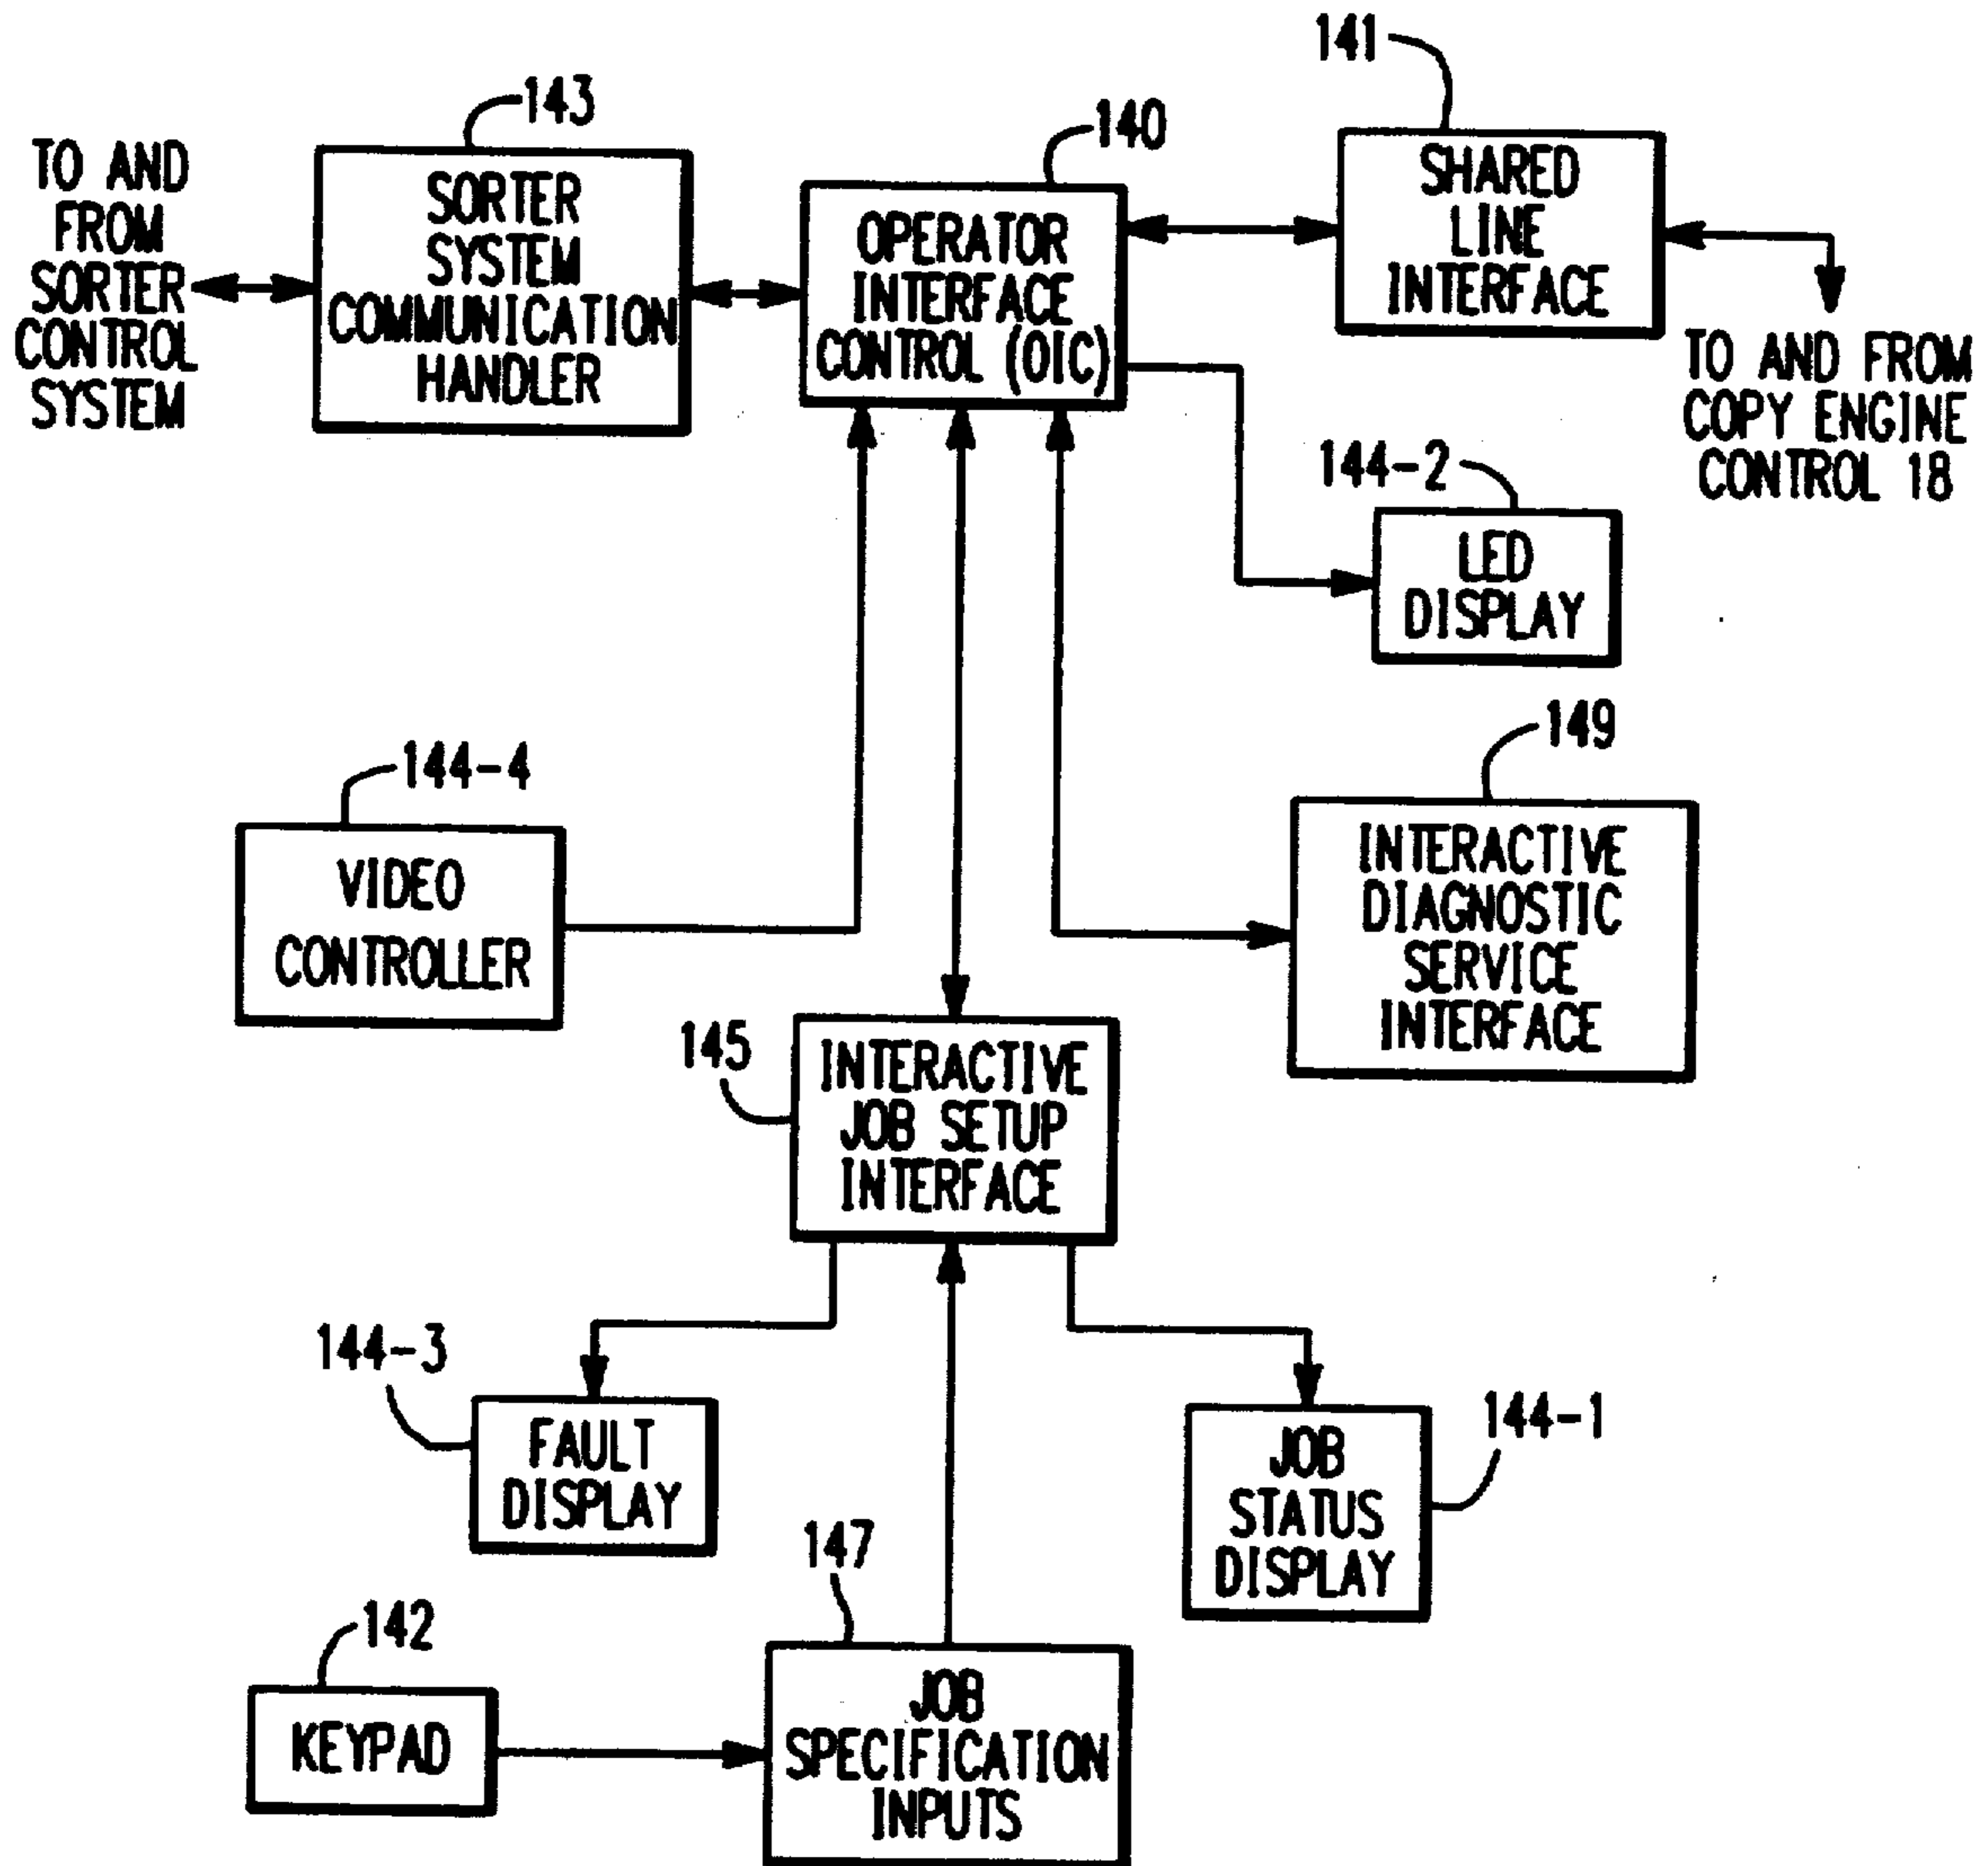 141
143
140
TO AND
FROM
SORTER
CONTROL
SYSTEM
SORTER
SYSTEM
COMMUNICATION
HANDLER
OPERATOR
INTERFACE
CONTROL (OIC)
SHARED
LINE
INTERFACE
TO AND FROM
COPY ENGINE
CONTROL 18
144-2
LED
DISPLAY
144-4
VIDEO
CONTROLLER
149
INTERACTIVE
DIAGNOSTIC
SERVICE
INTERFACE
145
INTERACTIVE
JOB SETUP
INTERFACE
144-3
FAULT
DISPLAY
144-1
JOB
STATUS
DISPLAY
147
142
KEYPAD
JOB
SPECIFICATION
INPUTS